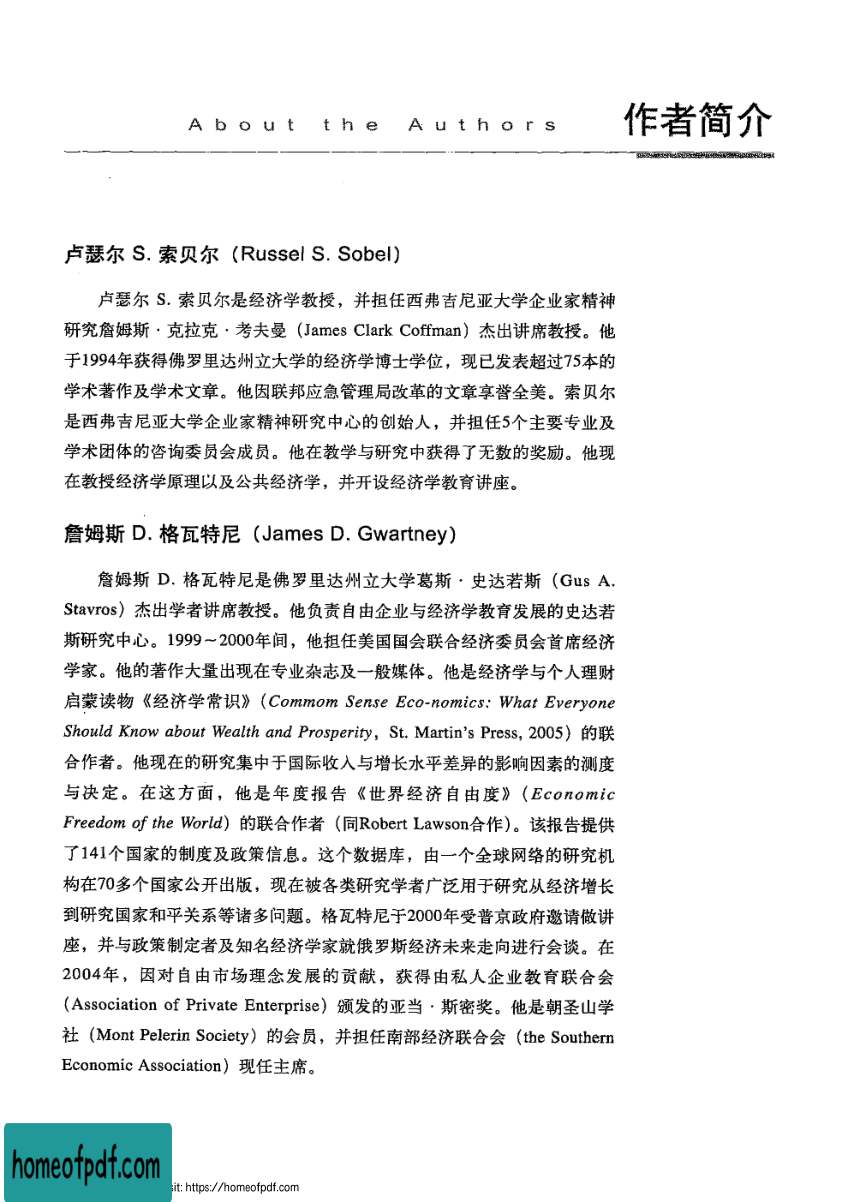 About the Authors 作者简介
卢瑟尔 S. 索贝尔（Russel S. Sobel）
卢瑟尔 S. 索贝尔是经济学教授，并担任西弗吉尼亚大学企业家精神
研究詹姆斯·克拉克·考夫曼（James Clark Coffman）杰出讲席教授。他
于1994年获得佛罗里达州立大学的经济学博士学位，现已发表超过75本的
学术著作及学术文章。他因联邦应急管理局改革的文章享誉全美。索贝尔
是西弗吉尼亚大学企业家精神研究中心的创始人，并担任5个主要专业及
学术团体的咨询委员会成员。他在教学与研究中获得了无数的奖励。他现
在教授经济学原理以及公共经济学，并开设经济学教育讲座。
詹姆斯 D. 格瓦特尼（James D. Gwartney）
詹姆斯 D. 格瓦特尼是佛罗里达州立大学葛斯·史达若斯（Gus A.
Stavros）杰出学者讲席教授。他负责自由企业与经济学教育发展的史达若
斯研究中心。1999～2000年间，他担任美国国会联合经济委员会首席经济
学家。他的著作大量出现在专业杂志及一般媒体。他是经济学与个人理财
启蒙读物《经济学常识》（Commom Sense Eco-nomics: What Everyone
Should Know about Wealth and Prosperity, St. Martin's Press, 2005）的联
合作者。他现在的研究集中于国际收入与增长水平差异的影响因素的测度
与决定。在这方面，他是年度报告《世界经济自由度》（Economic
Freedom of the World）的联合作者（同Robert Lawson合作）。该报告提供
了141个国家的制度及政策信息。这个数据库，由一个全球网络的研究机
构在70多个国家公开出版，现在被各类研究学者广泛用于研究从经济增长
到研究国家和平关系等诸多问题。格瓦特尼于2000年受普京政府邀请做讲
座，并与政策制定者及知名经济学家就俄罗斯经济未来走向进行会谈。在
2004年，因对自由市场理念发展的贡献，获得由私人企业教育联合会
（Association of Private Enterprise）颁发的亚当·斯密奖。他是朝圣山学
社（Mont Pelerin Society）的会员，并担任南部经济联合会（the Southern
Economic Association）现任主席。
homeofpdf.com
sit: https://homeofpdf.com